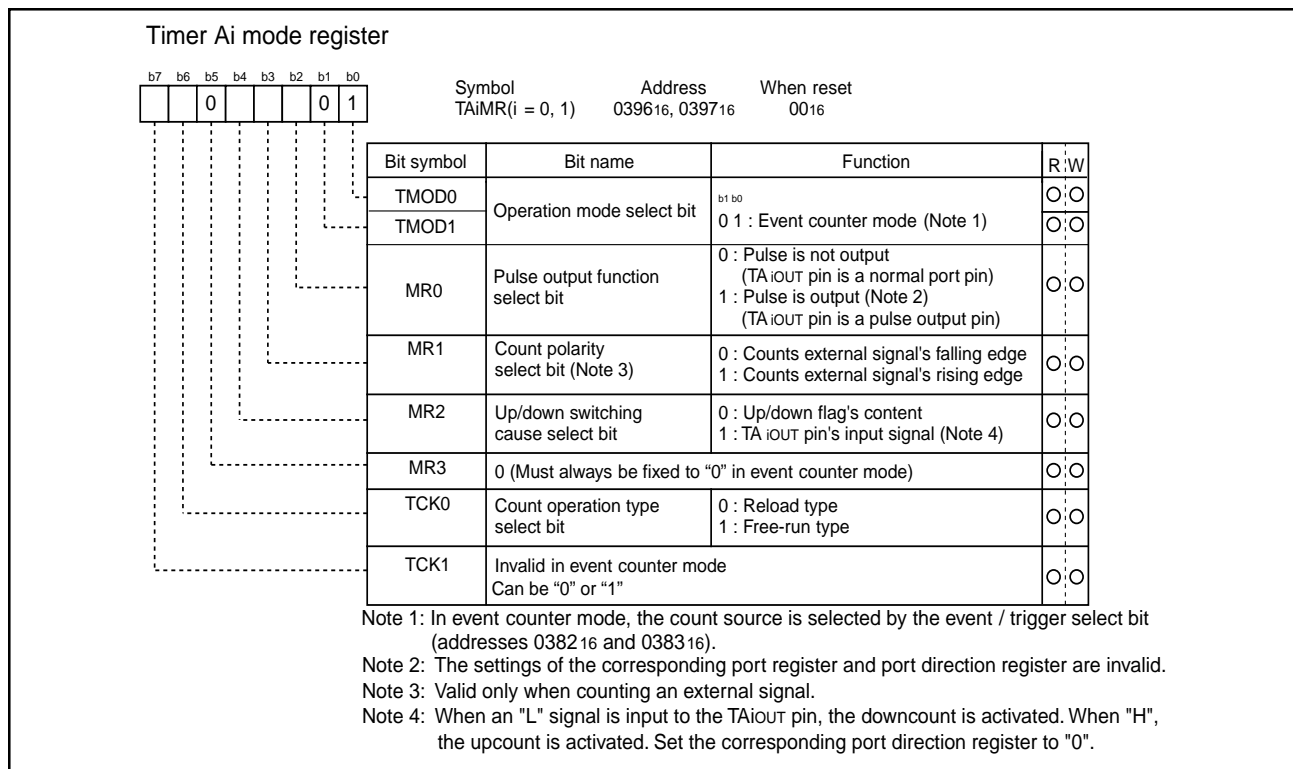 Timer Ai mode register
b7 b6 b5 b4 b3 b2 b1 b0
0 0 1
Symbol Address When reset
TAiMR(i = 0, 1) 039616, 039716 0016
Bit symbol Bit name Function R W
TMOD0
TMOD1
Operation mode select bit
b1 b0
0 1 : Event counter mode (Note 1)
MR0
Pulse output function
select bit
0 : Pulse is not output
(TAiOUT pin is a normal port pin)
1 : Pulse is output (Note 2)
(TAiOUT pin is a pulse output pin)
MR1
Count polarity
select bit (Note 3)
0 : Counts external signal's falling edge
1 : Counts external signal's rising edge
MR2
Up/down switching
cause select bit
0 : Up/down flag's content
1 : TAiOUT pin's input signal (Note 4)
MR3
0 (Must always be fixed to “0” in event counter mode)
TCK0
Count operation type
select bit
0 : Reload type
1 : Free-run type
TCK1
Invalid in event counter mode
Can be “0” or “1”
Note 1: In event counter mode, the count source is selected by the event / trigger select bit
(addresses 038216 and 038316).
Note 2: The settings of the corresponding port register and port direction register are invalid.
Note 3: Valid only when counting an external signal.
Note 4: When an "L" signal is input to the TAiOUT pin, the downcount is activated. When "H",
the upcount is activated. Set the corresponding port direction register to "0".